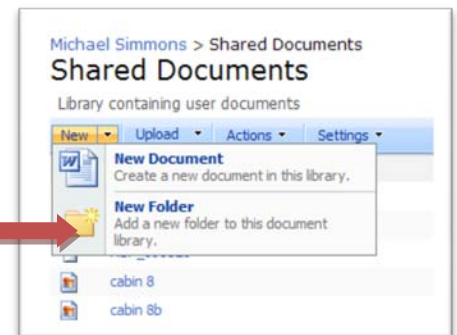 Michael Simmons > Shared Documents
Shared Documents
Library containing user documents
New Upload Actions Settings
New Document
Create a new document in this library.
New Folder
Add a new folder to this document
library.
cabin 8
cabin 8b